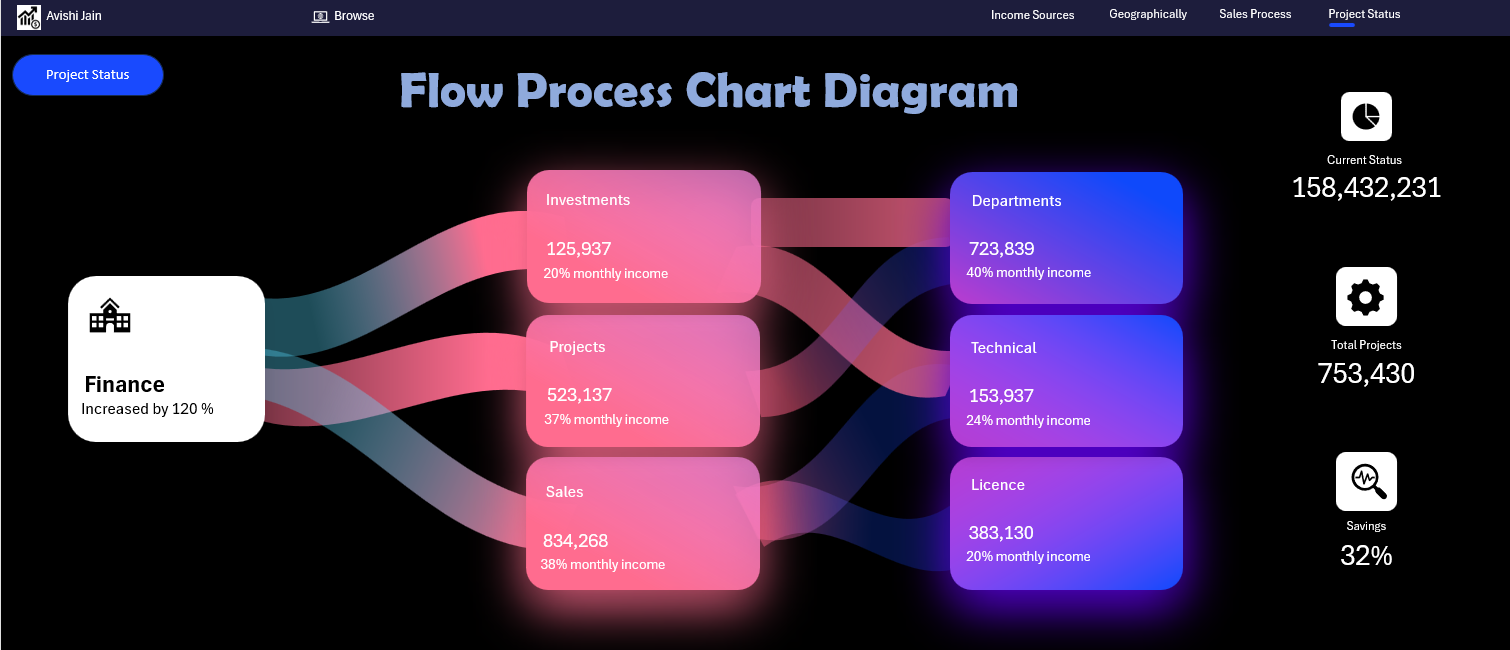 Avishi Jain
Browse
Income Sources
Geographically
Sales Process
Project Status
Project Status
Flow Process Chart Diagram
Finance
Increased by 120 %
Investments
125,937
20% monthly income
Projects
523,137
37% monthly income
Sales
834,268
38% monthly income
Departments
723,839
40% monthly income
Technical
153,937
24% monthly income
Licence
383,130
20% monthly income
Current Status
158,432,231
Total Projects
753,430
Savings
32%